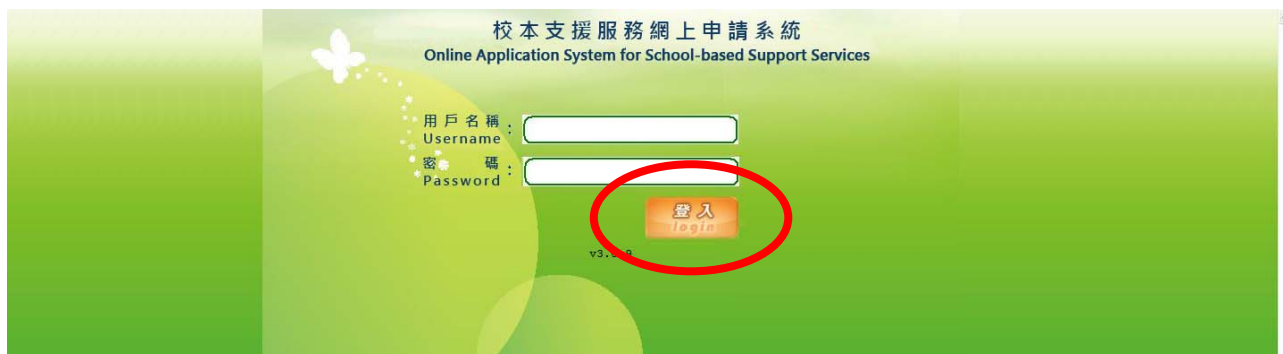 校本支援服務網上申請系統
Online Application System for School-based Support Services
用戶名稱 :
Username
密 碼 :
Password
登入
login